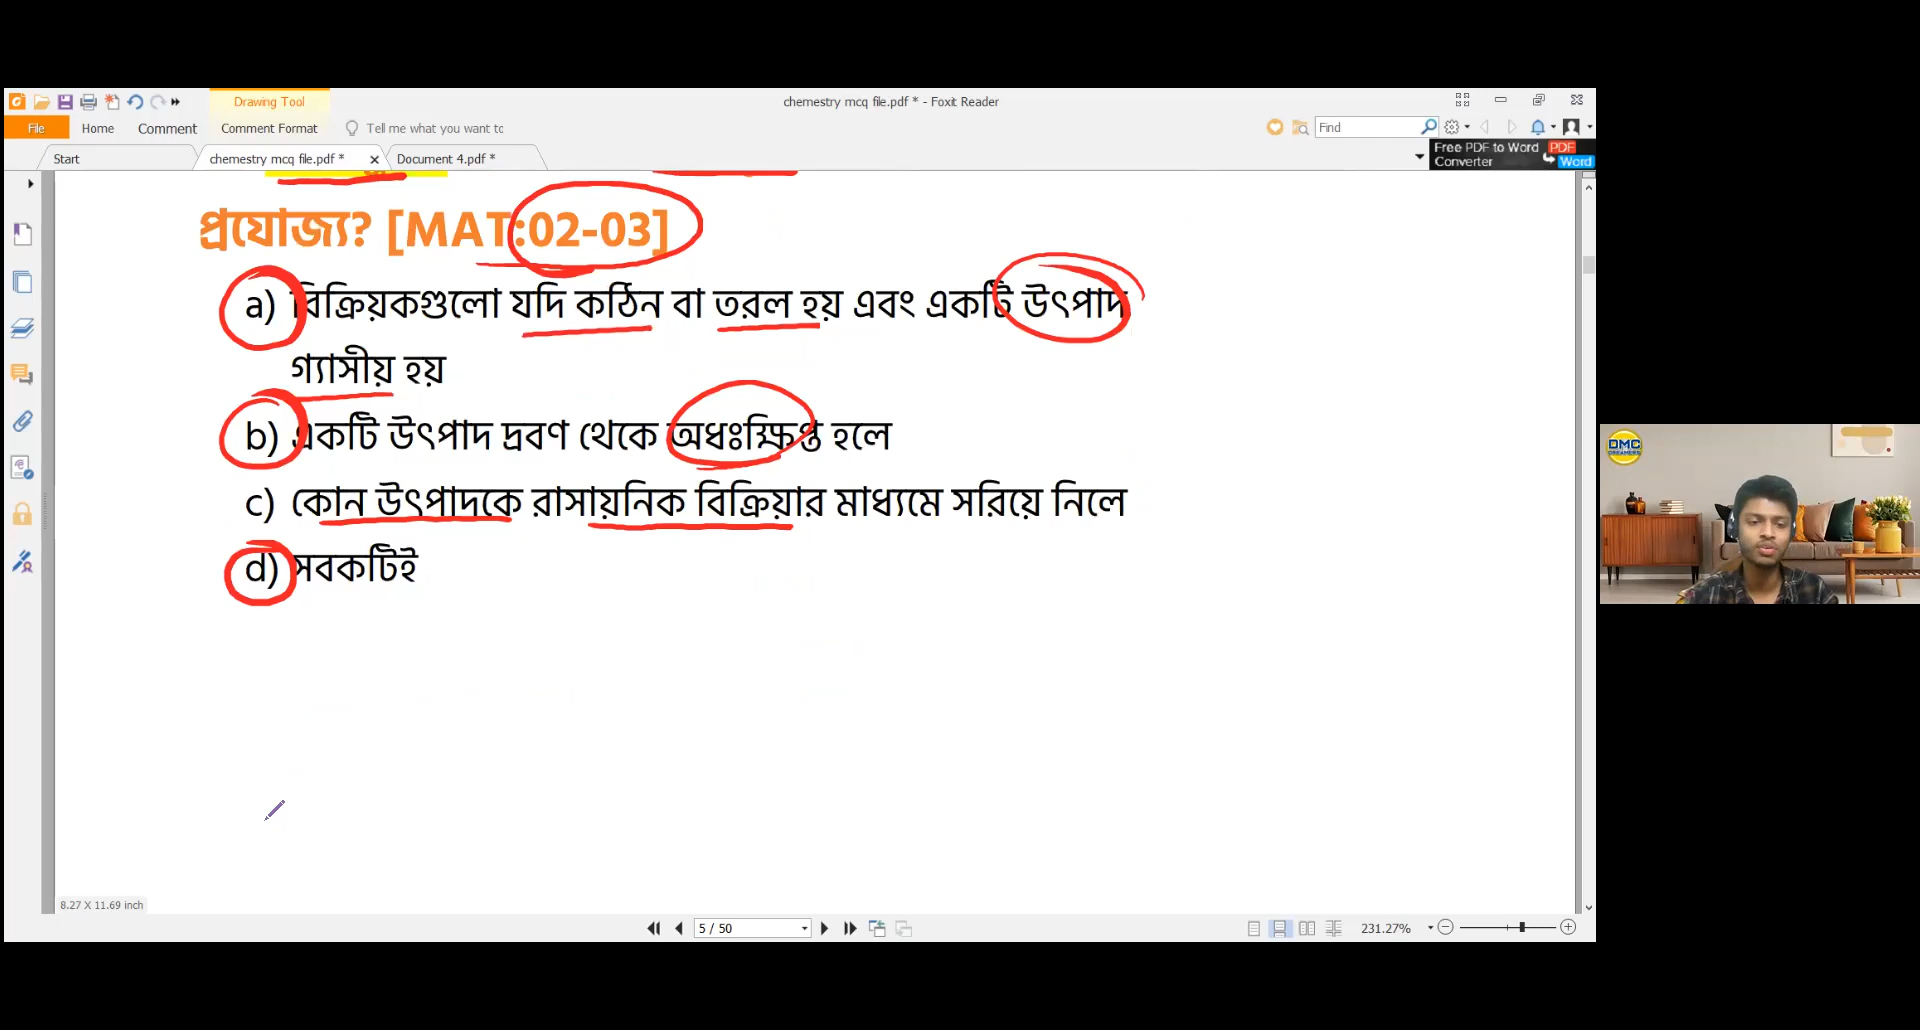 Drawing Tool
chemestry mcq file.pdf * - Foxit Reader
File Home Comment Comment Format Tell me what you want to
Find
Start chemestry mcq file.pdf * Document 4.pdf *
Free PDF to Word Converter PDF Word
প্রযোজ্য? [MAT:02-03]
a) বিক্রিয়কগুলো যদি কঠিন বা তরল হয় এবং একটি উৎপাদ
গ্যাসীয় হয়
b) একটি উৎপাদ দ্রবণ থেকে অধঃক্ষিপ্ত হলে
c) কোন উৎপাদকে রাসায়নিক বিক্রিয়ার মাধ্যমে সরিয়ে নিলে
d) সবকটিই
DMC
DREAMERS
8.27 X 11.69 inch
5 / 50
231.27%